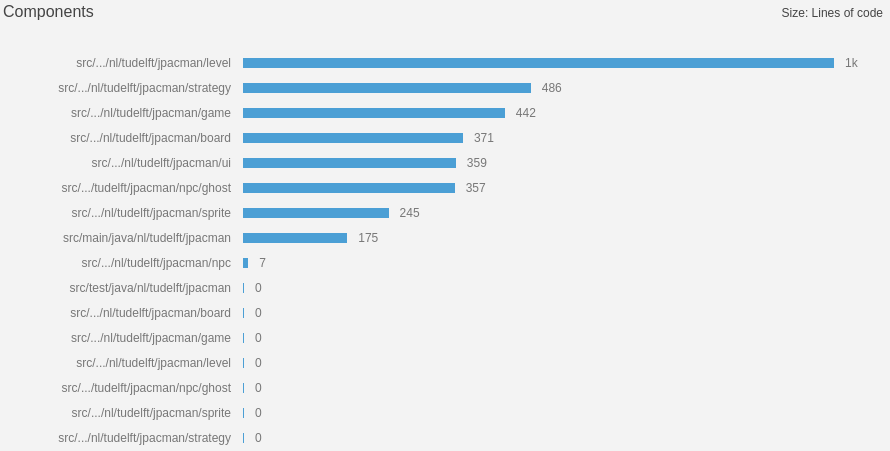 Components Size: Lines of code
src/.../nl/tudelft/jpacman/level 1k
src/.../nl/tudelft/jpacman/strategy 486
src/.../nl/tudelft/jpacman/game 442
src/.../nl/tudelft/jpacman/board 371
src/.../nl/tudelft/jpacman/ui 359
src/.../tudelft/jpacman/npc/ghost 357
src/.../nl/tudelft/jpacman/sprite 245
src/main/java/nl/tudelft/jpacman 175
src/.../nl/tudelft/jpacman/npc 7
src/test/java/nl/tudelft/jpacman 0
src/.../nl/tudelft/jpacman/board 0
src/.../nl/tudelft/jpacman/game 0
src/.../nl/tudelft/jpacman/level 0
src/.../tudelft/jpacman/npc/ghost 0
src/.../nl/tudelft/jpacman/sprite 0
src/.../nl/tudelft/jpacman/strategy 0